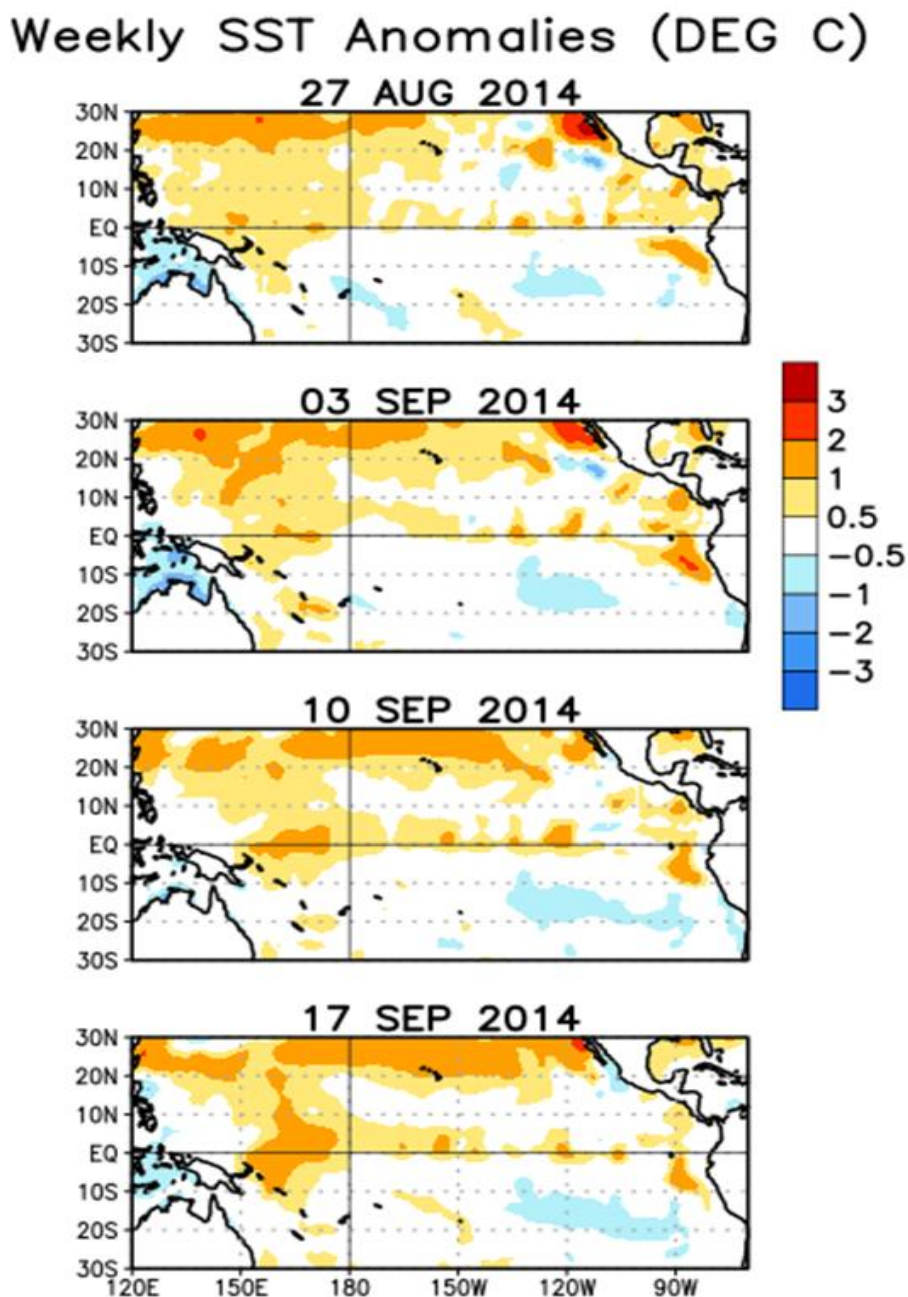 Weekly SST Anomalies (DEG C)
27 AUG 2014
30N
20N
10N
EQ
10S
20S
30S
03 SEP 2014
30N
20N
10N
EQ
10S
20S
30S
3
2
1
0.5
-0.5
-1
-2
-3
10 SEP 2014
30N
20N
10N
EQ
10S
20S
30S
17 SEP 2014
30N
20N
10N
EQ
10S
20S
30S
120E 150E 180 150W 120W 90W